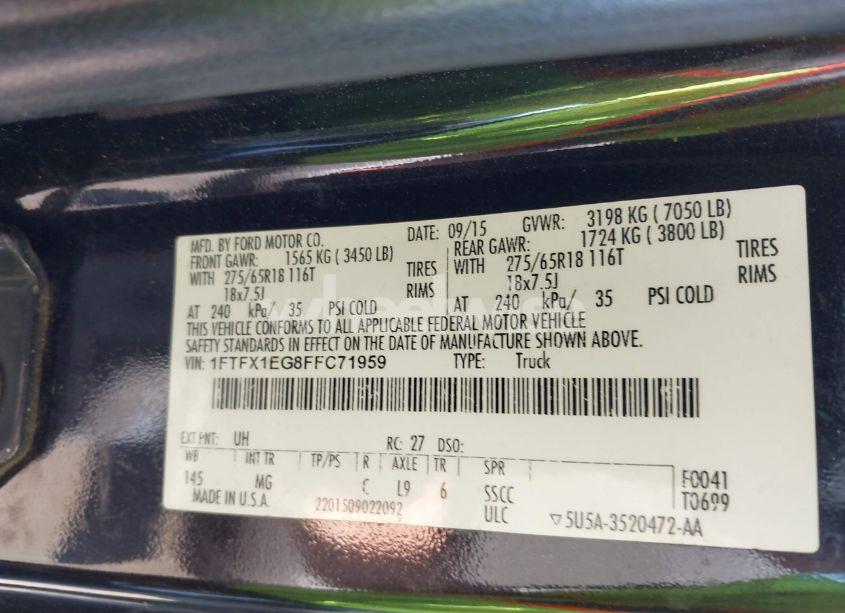 MFD. BY FORD MOTOR CO. DATE: 09/15 GVWR: 3198 KG ( 7050 LB)
FRONT GAWR: 1565 KG ( 3450 LB) REAR GAWR: 1724 KG ( 3800 LB)
WITH 275/65R18 116T TIRES WITH 275/65R18 116T TIRES
18x7.5J RIMS 18x7.5J RIMS
AT 240 kPa/ 35 PSI COLD AT 240 kPa/ 35 PSI COLD
THIS VEHICLE CONFORMS TO ALL APPLICABLE FEDERAL MOTOR VEHICLE
SAFETY STANDARDS IN EFFECT ON THE DATE OF MANUFACTURE SHOWN ABOVE.
VIN: 1FTFX1EG8FFC71959 TYPE: Truck
EXT PNT: UH RC: 27 DSO:
WB INT TR TP/PS R AXLE TR SPR
145 MG L9 6 SSCC F0041
MADE IN U.S.A. 2201509022092 ULC T0699
5U5A-3520472-AA